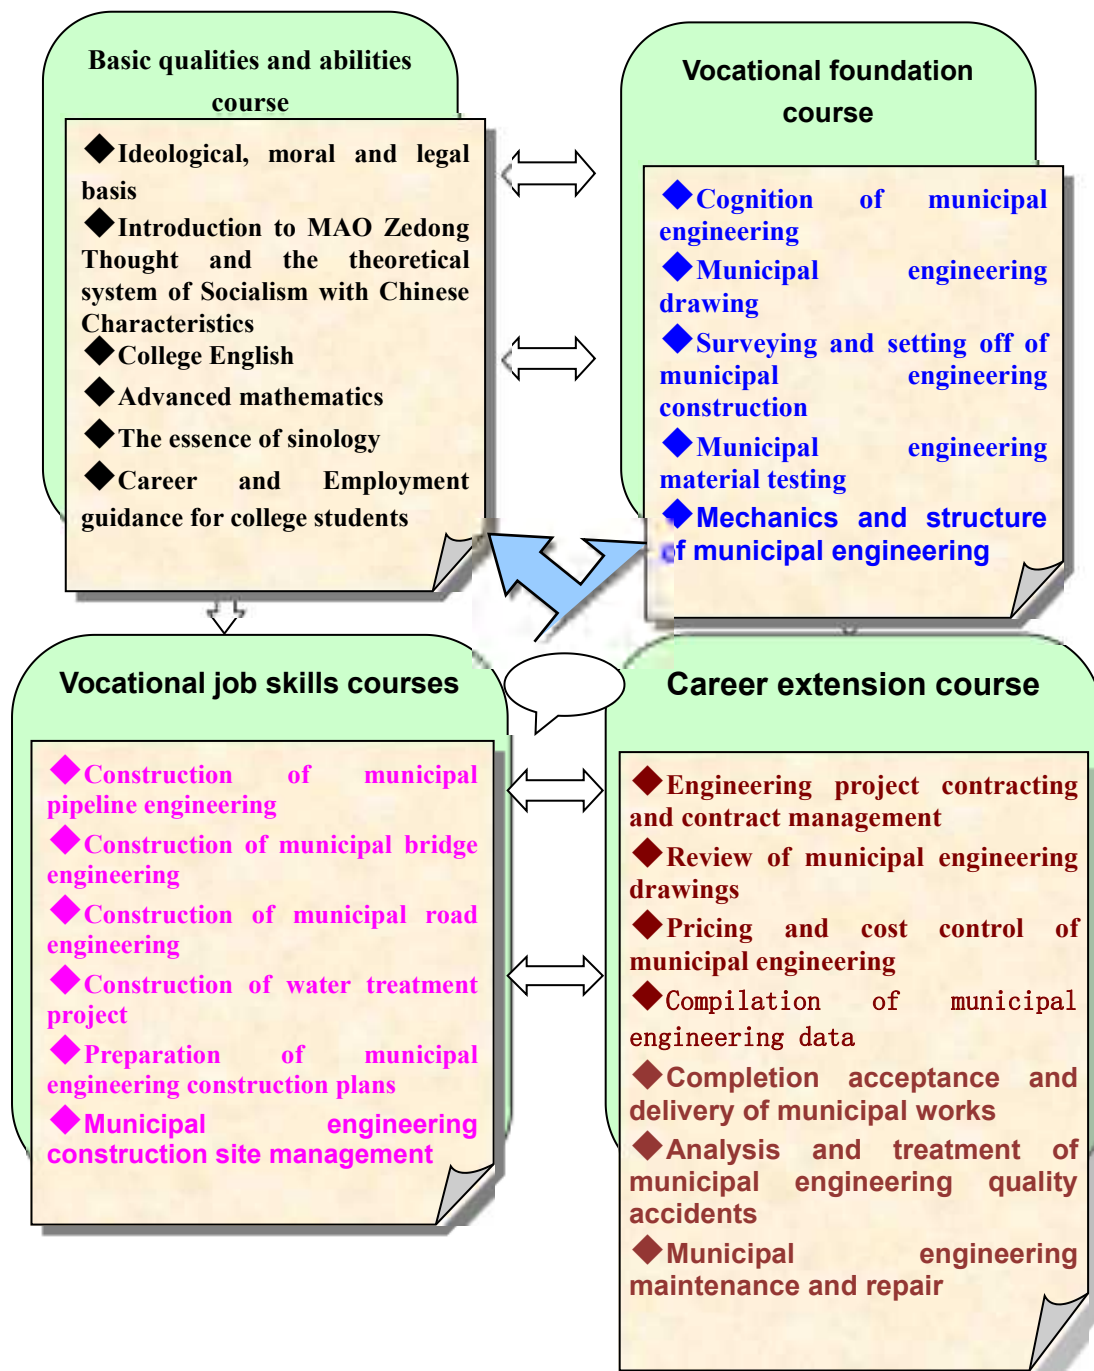 Basic qualities and abilities
course
◆Ideological, moral and legal
basis
◆Introduction to MAO Zedong
Thought and the theoretical
system of Socialism with Chinese
Characteristics
◆College English
◆Advanced mathematics
◆The essence of sinology
◆Career and Employment
guidance for college students
Vocational foundation
course
◆Cognition of municipal
engineering
◆Municipal engineering
drawing
◆Surveying and setting off of
municipal engineering
construction
◆Municipal engineering
material testing
◆Mechanics and structure
of municipal engineering
Vocational job skills courses
◆Construction of municipal
pipeline engineering
◆Construction of municipal bridge
engineering
◆Construction of municipal road
engineering
◆Construction of water treatment
project
◆Preparation of municipal
engineering construction plans
◆Municipal engineering
construction site management
Career extension course
◆Engineering project contracting
and contract management
◆Review of municipal engineering
drawings
◆Pricing and cost control of
municipal engineering
◆Compilation of municipal
engineering data
◆Completion acceptance and
delivery of municipal works
◆Analysis and treatment of
municipal engineering quality
accidents
◆Municipal engineering
maintenance and repair